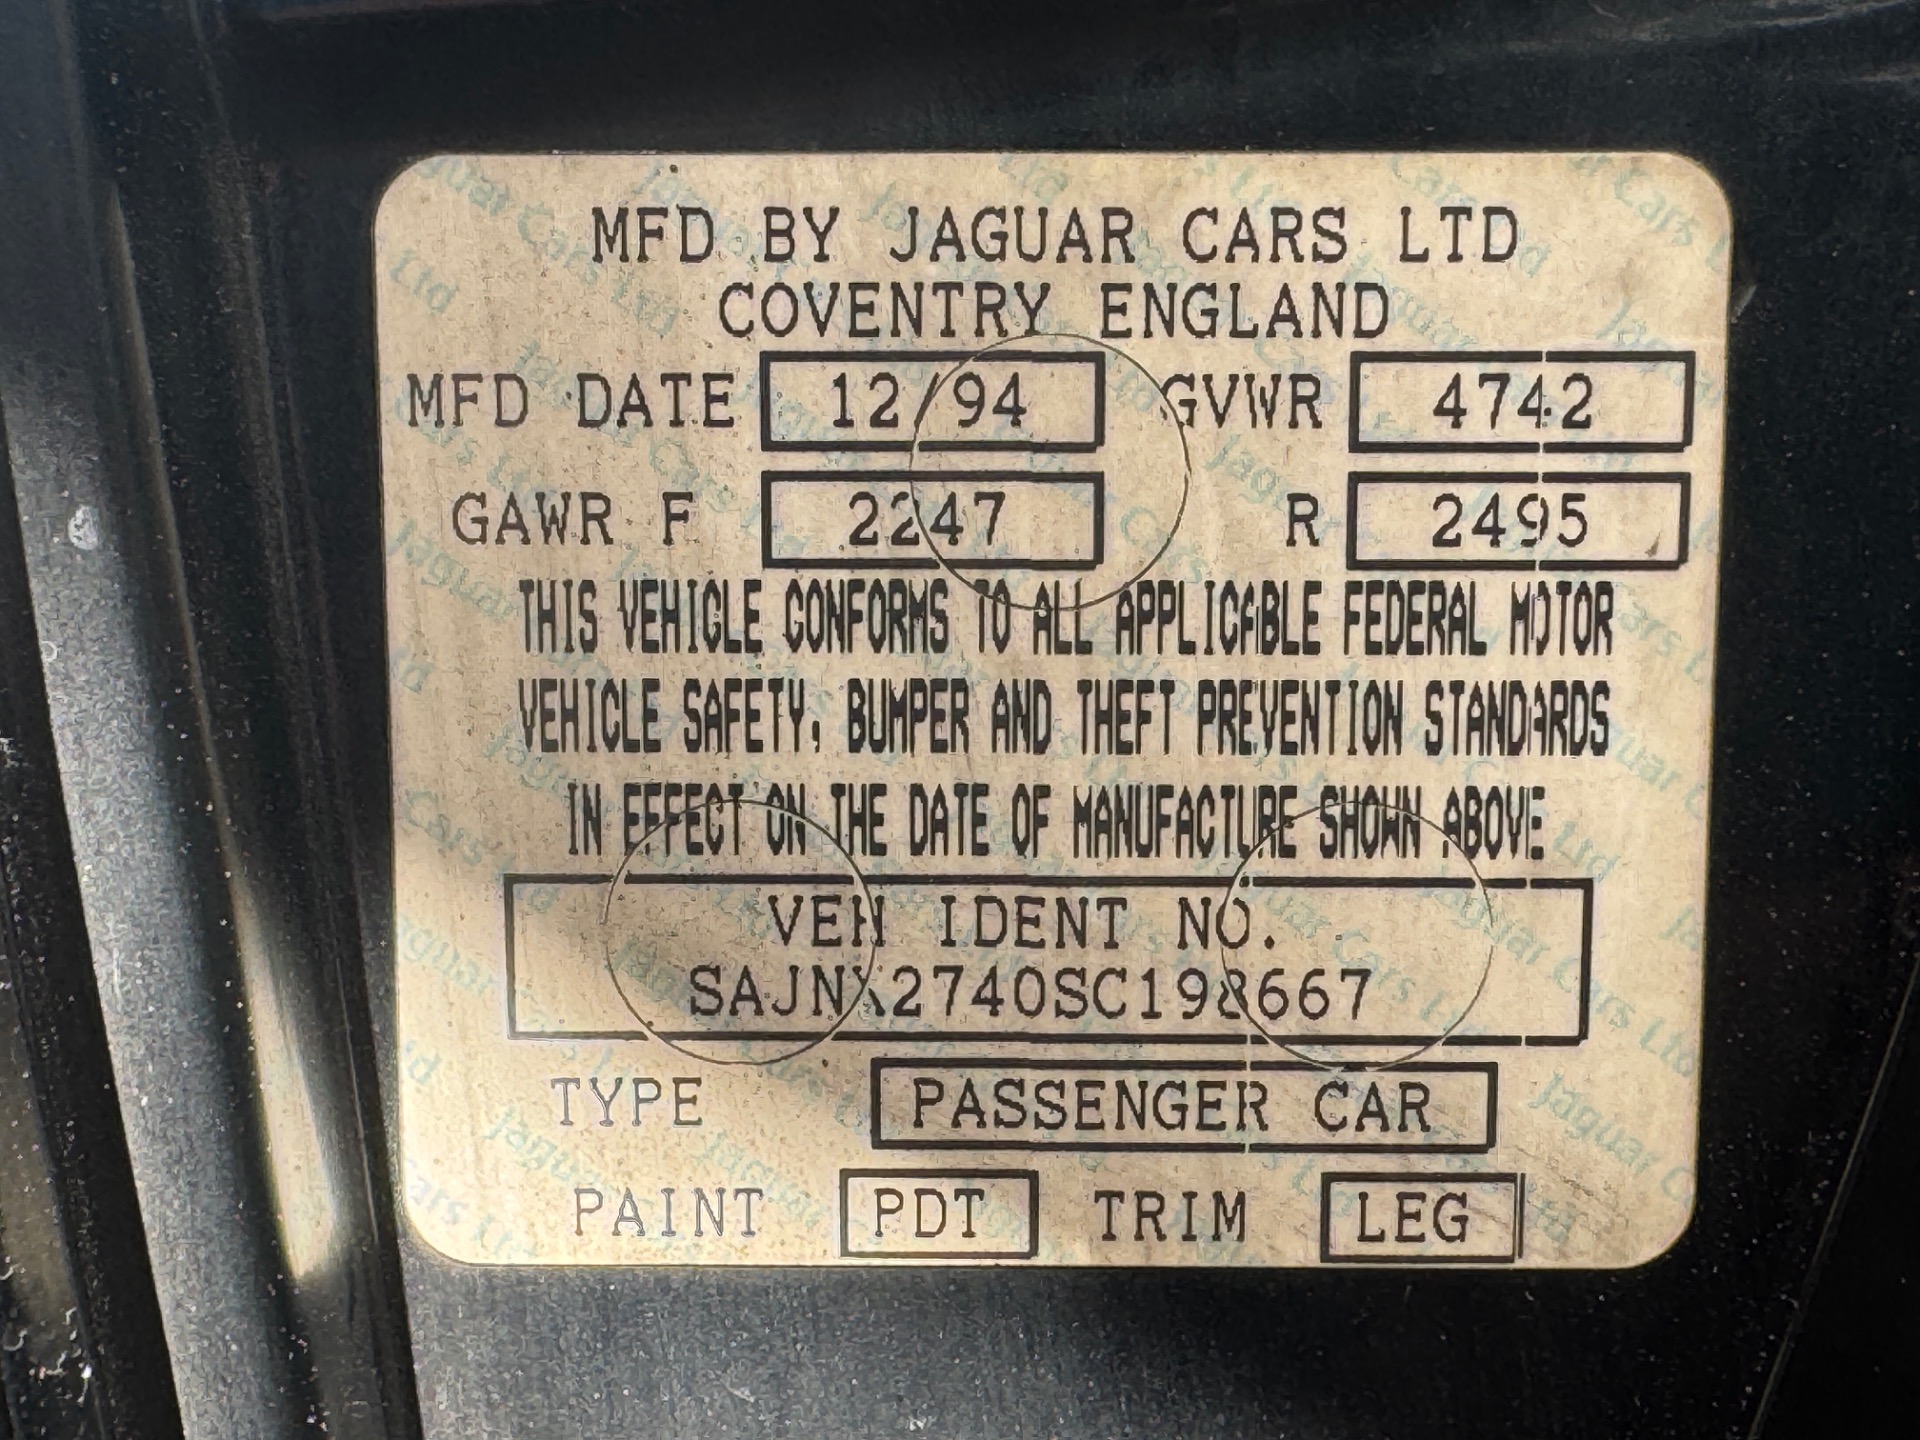 MFD BY JAGUAR CARS LTD
COVENTRY ENGLAND
MFD DATE 12/94 GVWR 4742
GAWR F 2247 R 2495
THIS VEHICLE CONFORMS TO ALL APPLICABLE FEDERAL MOTOR
VEHICLE SAFETY, BUMPER AND THEFT PREVENTION STANDARDS
IN EFFECT ON THE DATE OF MANUFACTURE SHOWN ABOVE
VEH IDENT NO.
SAJNX2740SC198667
TYPE PASSENGER CAR
PAINT PDT TRIM LEG